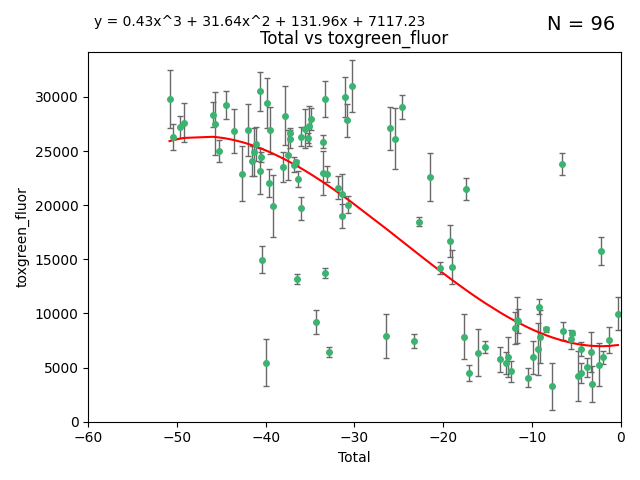 y = 0.43x^3 + 31.64x^2 + 131.96x + 7117.23
N = 96
Total vs toxgreen_fluor
toxgreen_fluor
30000
25000
20000
15000
10000
5000
0
−60
−50
−40
−30
−20
−10
0
Total